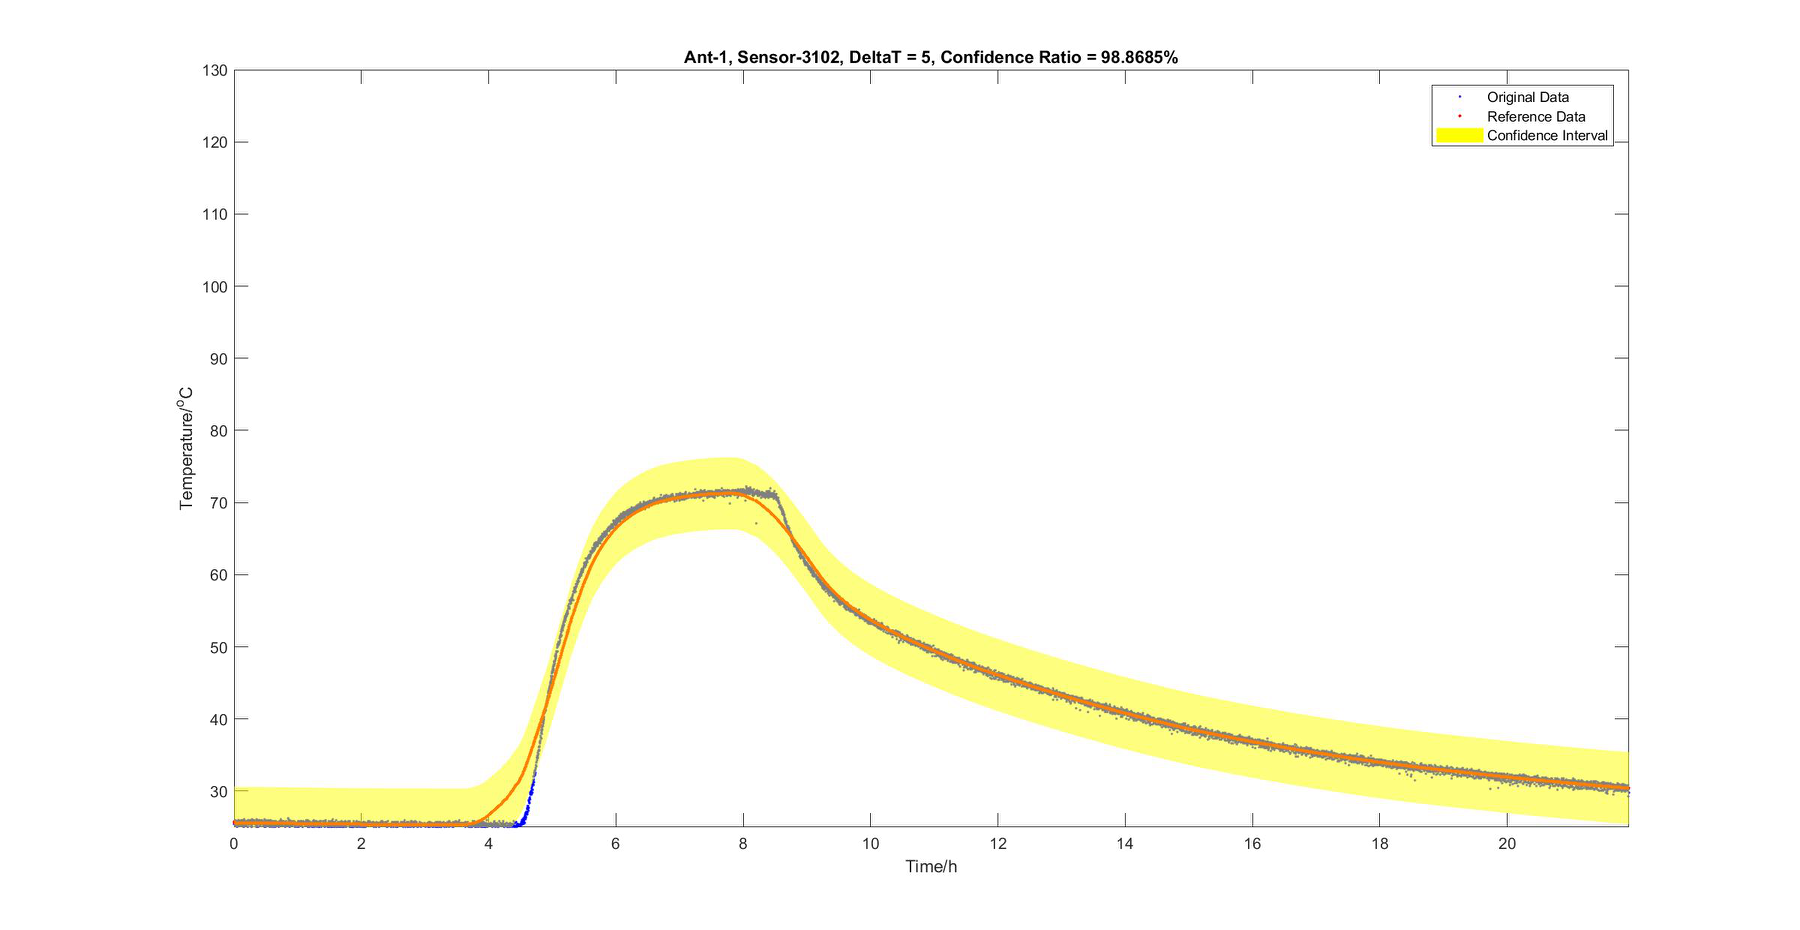 Ant-1, Sensor-3102, DeltaT = 5, Confidence Ratio = 98.8685%
130
120
110
100
90
80
70
60
50
40
30
Temperature/°C
Original Data
Reference Data
Confidence Interval
0 2 4 6 8 10 12 14 16 18 20
Time/h